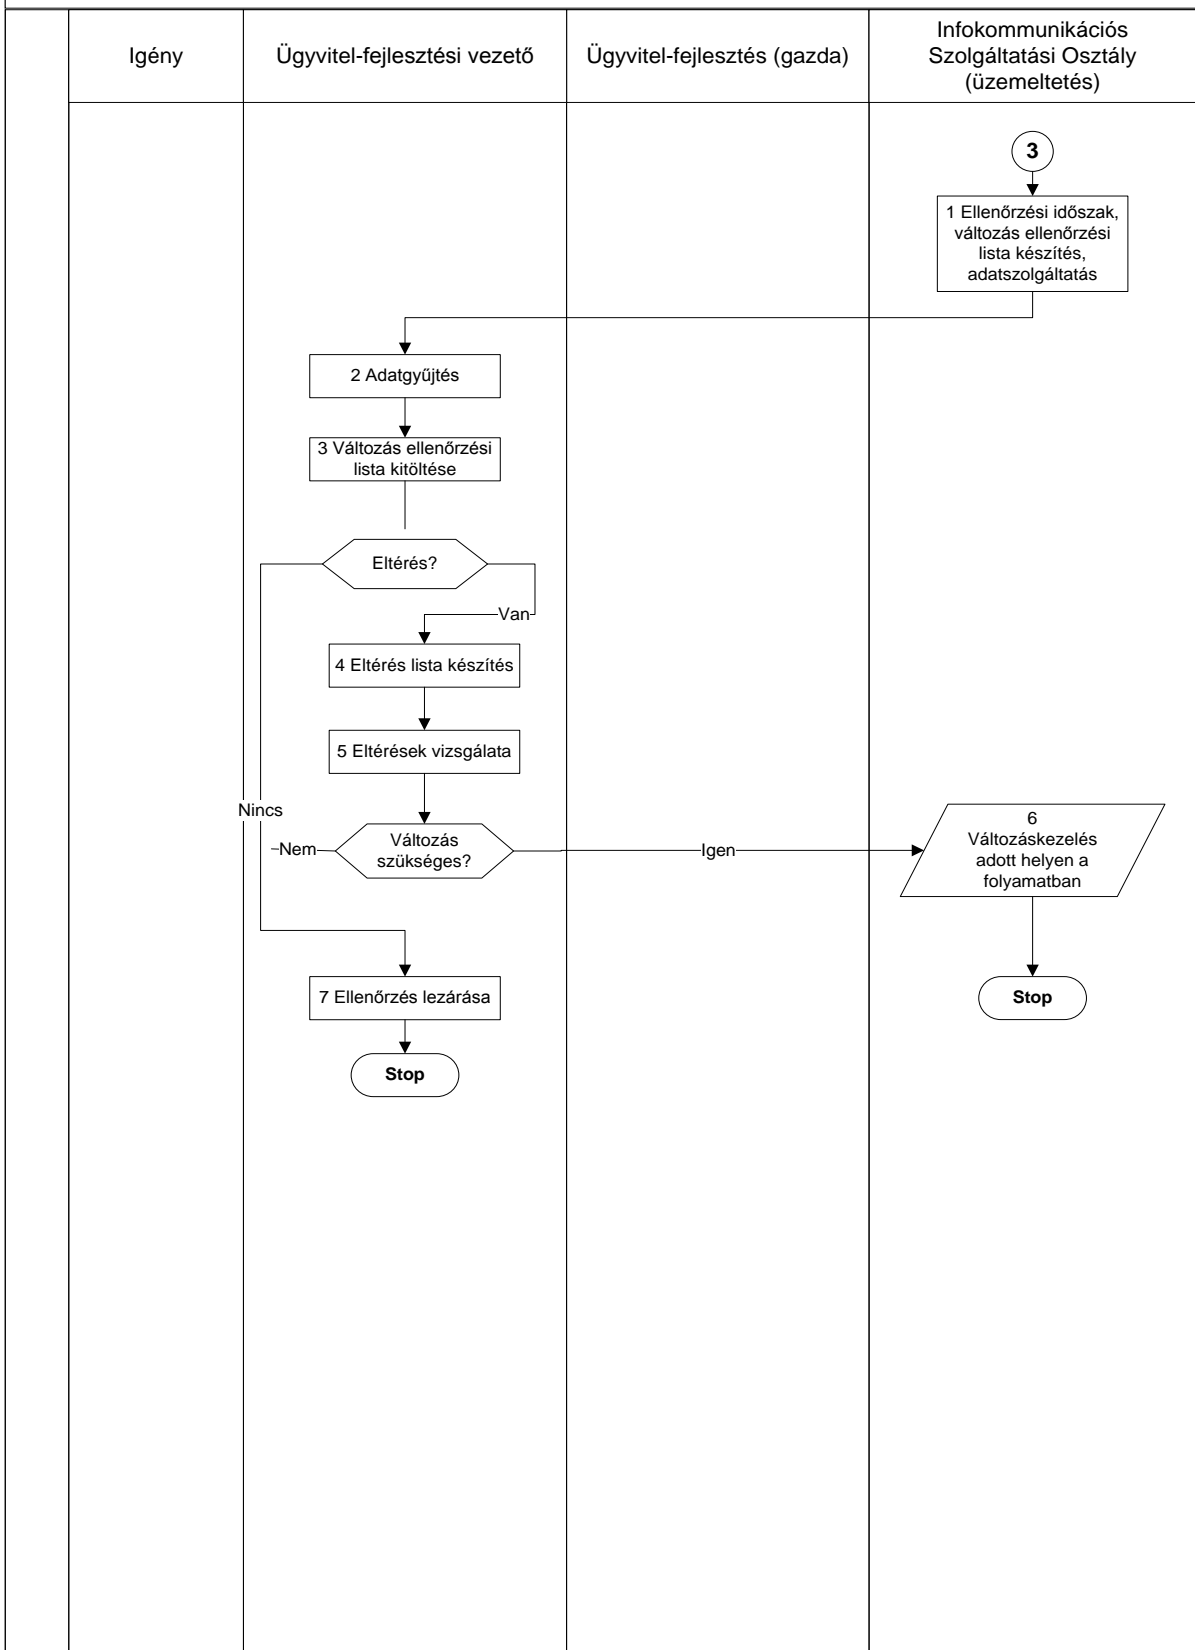 Igény
Ügyvitel-fejlesztési vezető
Ügyvitel-fejlesztés (gazda)
Infokommunikációs
Szolgáltatási Osztály
(üzemeltetés)
3
1 Ellenőrzési időszak,
változás ellenőrzési
lista készítés,
adatszolgáltatás
2 Adatgyűjtés
3 Változás ellenőrzési
lista kitöltése
Eltérés?
Van
4 Eltérés lista készítés
5 Eltérések vizsgálata
Nincs
Nem
Változás
szükséges?
Igen
6
Változáskezelés
adott helyen a
folyamatban
7 Ellenőrzés lezárása
Stop
Stop